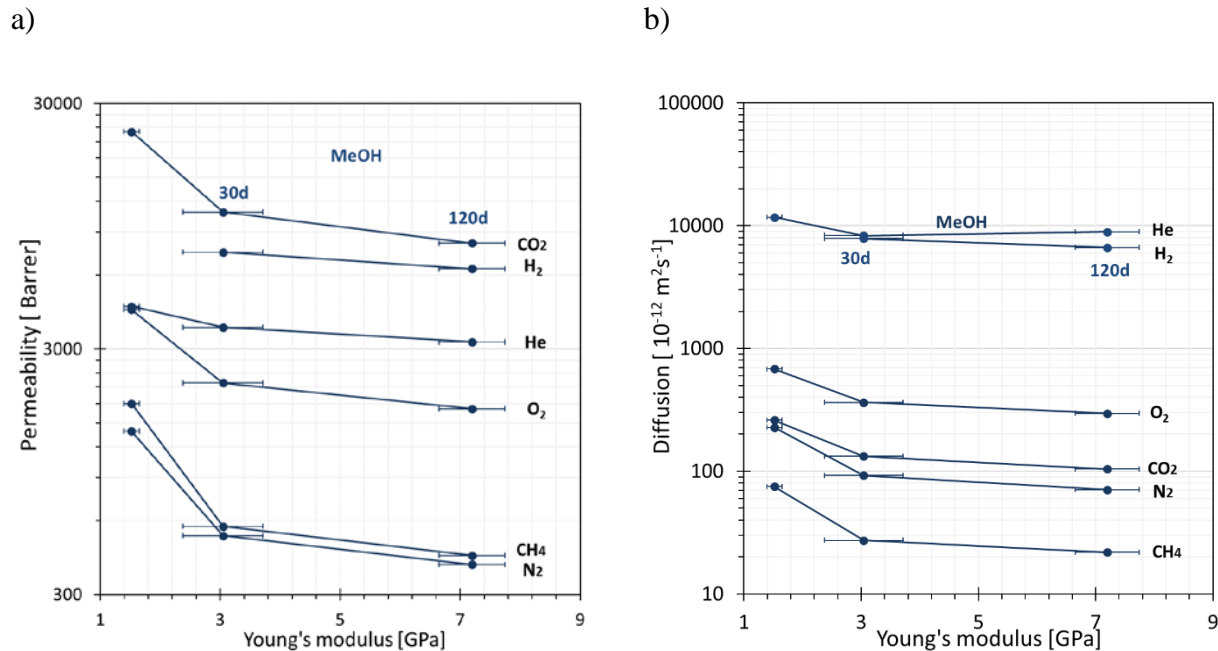 a)
30000
3000
300
Permeability [ Barrer]
MeOH
30d
120d
CO2
H2
He
O2
CH4
N2
1 3 5 7 9
Young's modulus [GPa]
b)
100000
10000
1000
100
10
Diffusion [ 10⁻¹² m²s⁻¹]
MeOH
30d
120d
He
H₂
O₂
CO2
N2
CH4
1 3 5 7 9
Young's modulus [GPa]